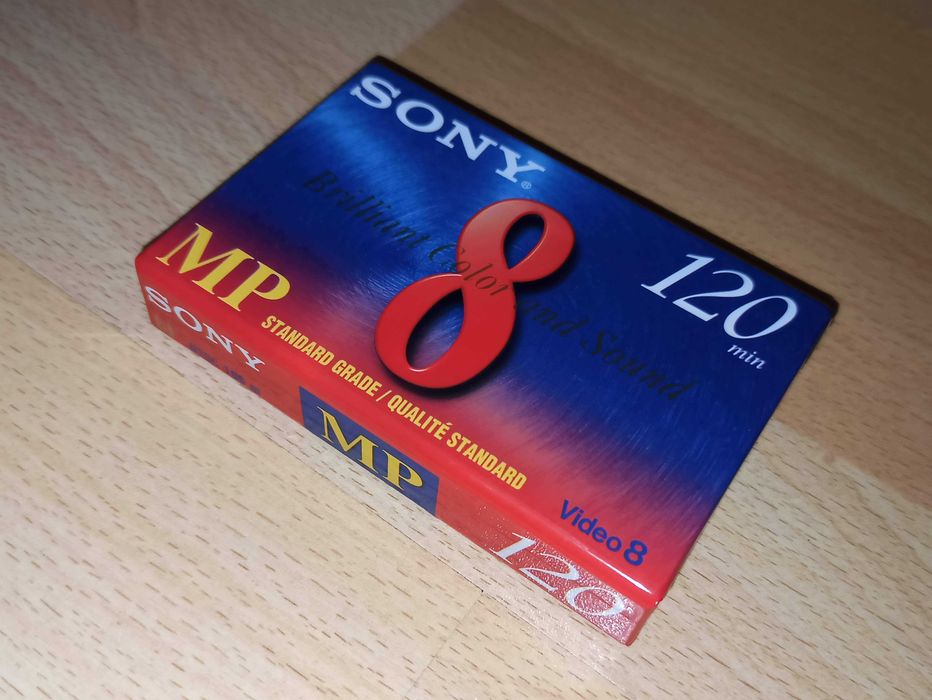 SONY®
Brilliant Color and Sound
8
120
min
MP
STANDARD GRADE / QUALITÉ STANDARD
Video 8
SONY
MP
120